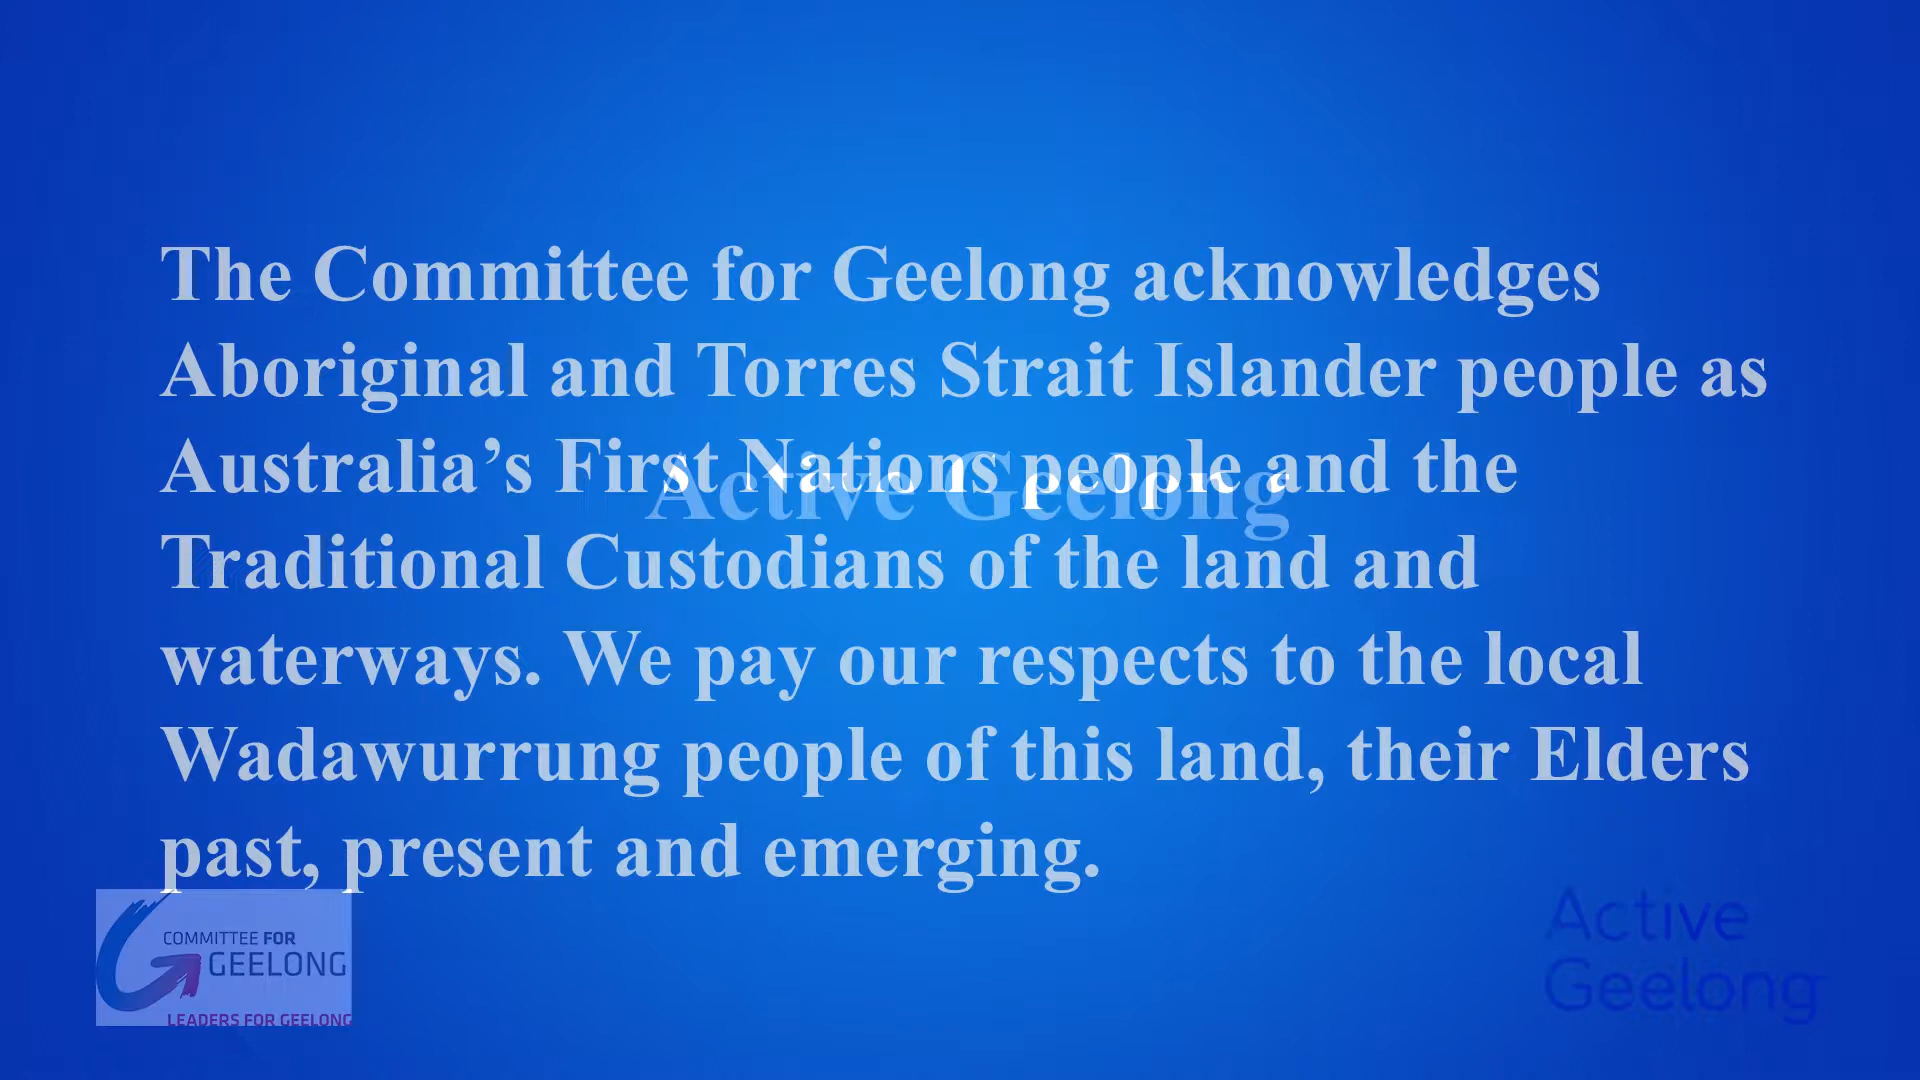 The Committee for Geelong acknowledges
Aboriginal and Torres Strait Islander people as
Australia’s First Nations people and the
Active Geelong
Traditional Custodians of the land and
waterways. We pay our respects to the local
Wadawurrung people of this land, their Elders
past, present and emerging.
COMMITTEE FOR
GEELONG
LEADERS FOR GEELONG
Active
Geelong